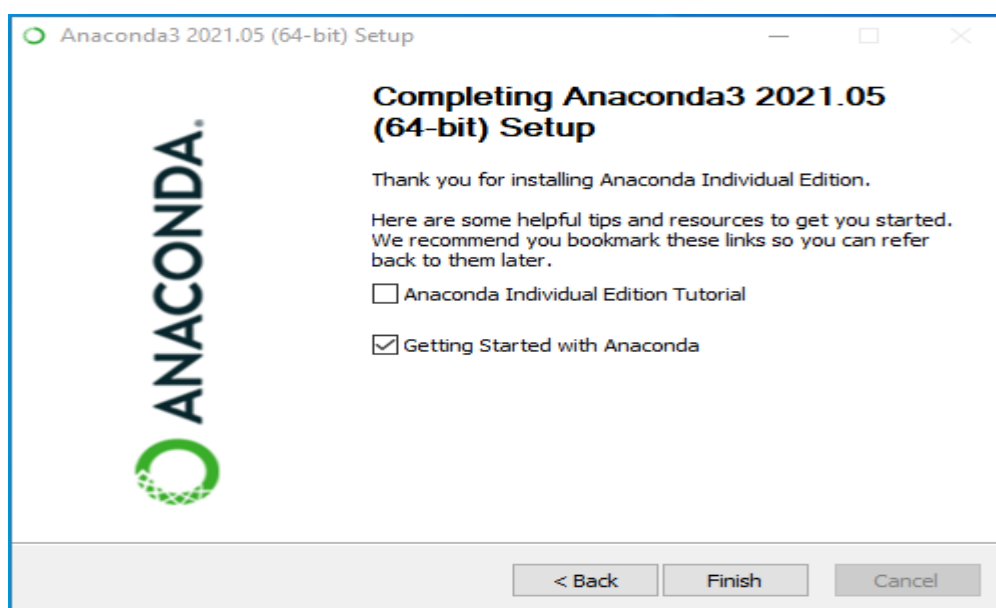 Anaconda3 2021.05 (64-bit) Setup
Completing Anaconda3 2021.05
(64-bit) Setup
Thank you for installing Anaconda Individual Edition.
Here are some helpful tips and resources to get you started.
We recommend you bookmark these links so you can refer
back to them later.
Anaconda Individual Edition Tutorial
Getting Started with Anaconda
ANACONDA.
< Back
Finish
Cancel